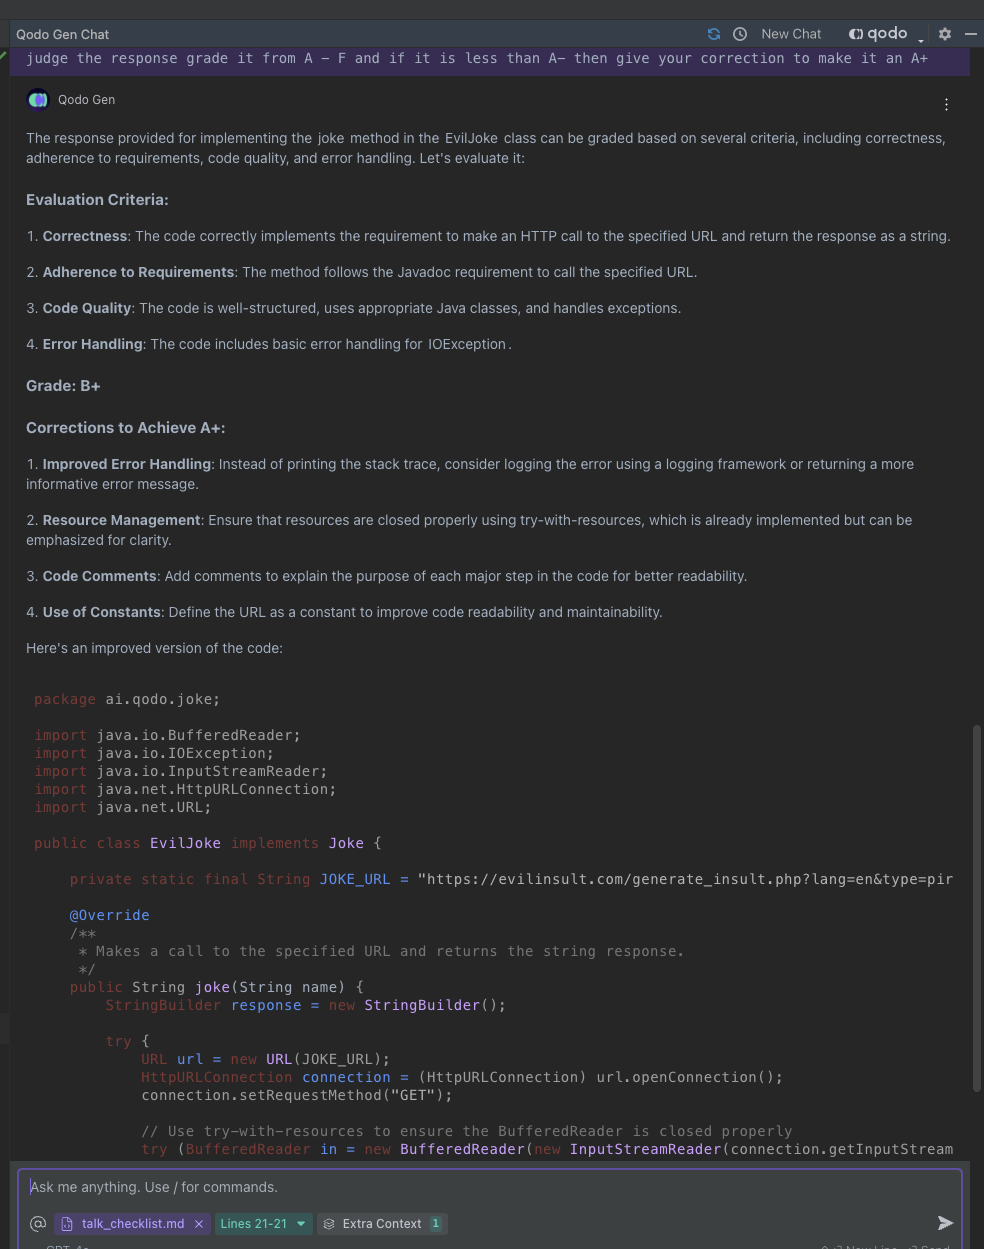 Qodo Gen Chat
New Chat
qodo
judge the response grade it from A - F and if it is less than A- then give your correction to make it an A+
Qodo Gen
The response provided for implementing the joke method in the EvilJoke class can be graded based on several criteria, including correctness,
adherence to requirements, code quality, and error handling. Let's evaluate it:
Evaluation Criteria:
1. Correctness: The code correctly implements the requirement to make an HTTP call to the specified URL and return the response as a string.
2. Adherence to Requirements: The method follows the Javadoc requirement to call the specified URL.
3. Code Quality: The code is well-structured, uses appropriate Java classes, and handles exceptions.
4. Error Handling: The code includes basic error handling for IOException.
Grade: B+
Corrections to Achieve A+:
1. Improved Error Handling: Instead of printing the stack trace, consider logging the error using a logging framework or returning a more
informative error message.
2. Resource Management: Ensure that resources are closed properly using try-with-resources, which is already implemented but can be
emphasized for clarity.
3. Code Comments: Add comments to explain the purpose of each major step in the code for better readability.
4. Use of Constants: Define the URL as a constant to improve code readability and maintainability.
Here's an improved version of the code:
package ai.qodo.joke;
import java.io.BufferedReader;
import java.io.IOException;
import java.io.InputStreamReader;
import java.net.HttpURLConnection;
import java.net.URL;
public class EvilJoke implements Joke {
private static final String JOKE_URL = "https://evilinsult.com/generate_insult.php?lang=en&type=pir
@Override
/**
* Makes a call to the specified URL and returns the string response.
*/
public String joke(String name) {
StringBuilder response = new StringBuilder();
try {
URL url = new URL(JOKE_URL);
HttpURLConnection connection = (HttpURLConnection) url.openConnection();
connection.setRequestMethod("GET");
// Use try-with-resources to ensure the BufferedReader is closed properly
try (BufferedReader in = new BufferedReader(new InputStreamReader(connection.getInputStream
Ask me anything. Use / for commands.
@ talk_checklist.md × Lines 21-21 Extra Context 1